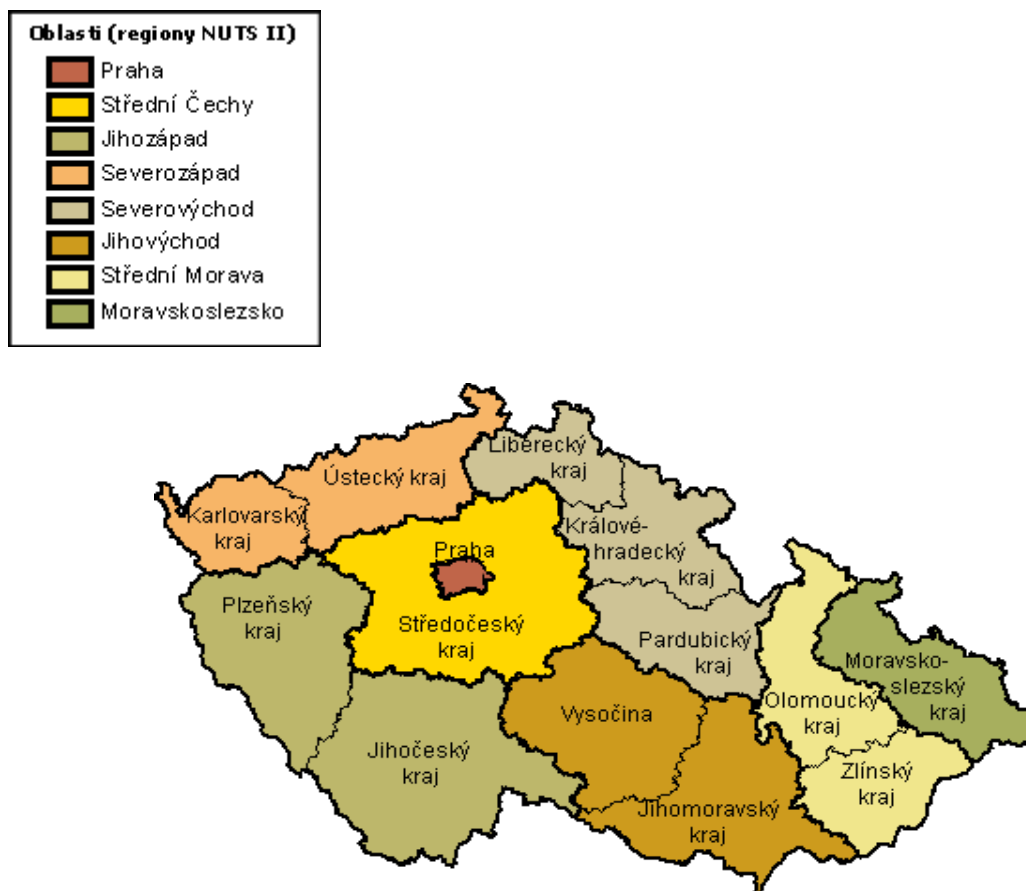 Oblasti (regiony NUTS II)
Praha
Střední Čechy
Jihozápad
Severozápad
Severovýchod
Jihovýchod
Střední Morava
Moravskoslezsko
Liberecký
kraj
Ústecký kraj
Karlovarský
kraj
Králové-
hradecký
kraj
Praha
Plzeňský
kraj
Středočeský
kraj
Pardubický
kraj
Moravsko-
slezský
kraj
Olomoucký
kraj
Vysočina
Jihočeský
kraj
Zlínský
kraj
Jihomoravský
kraj